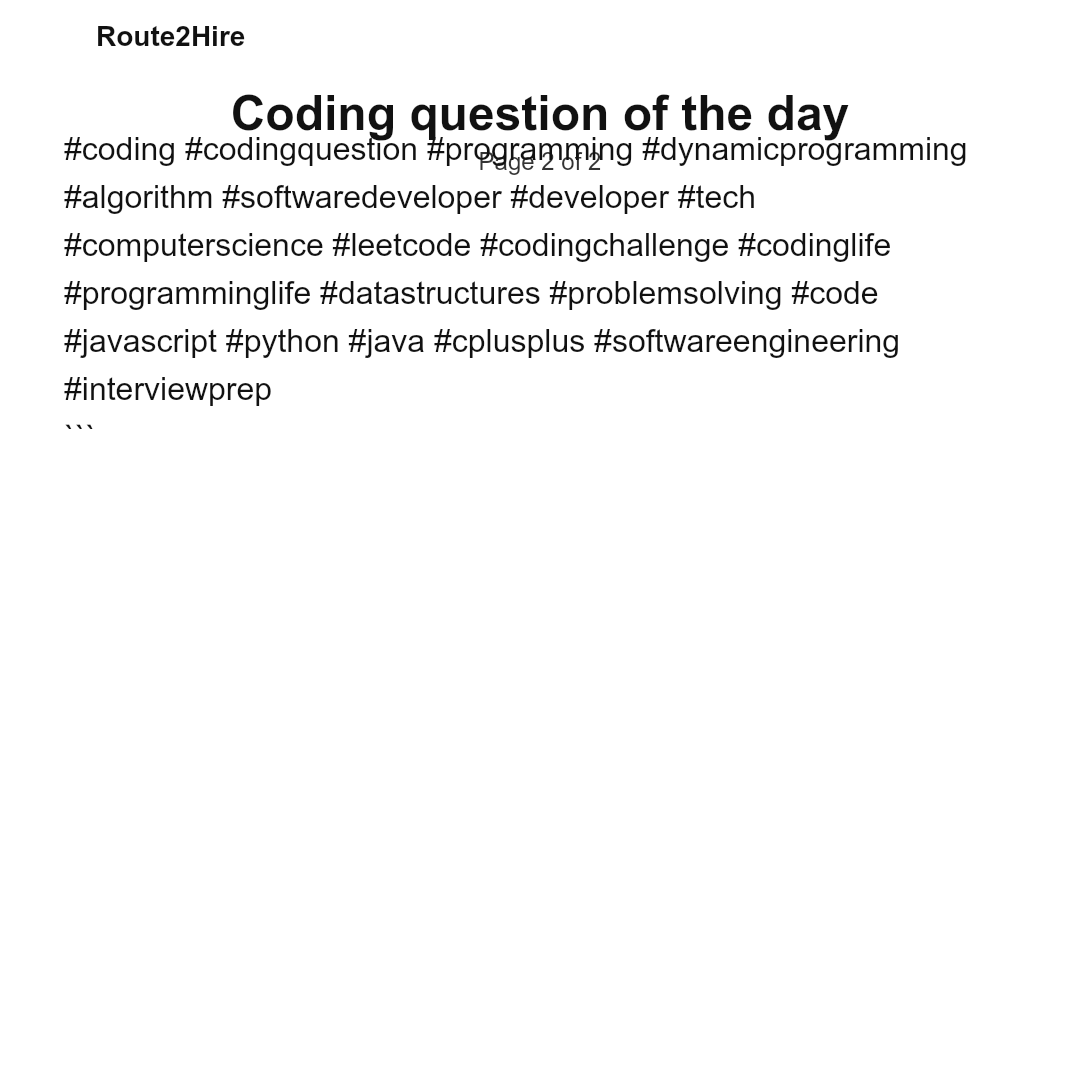 Route2Hire
Coding question of the day
#coding #codingquestion #programming #dynamicprogramming
Page 2 of 2
#algorithm #softwaredeveloper #developer #tech
#computerscience #leetcode #codingchallenge #codinglife
#programminglife #datastructures #problemsolving #code
#javascript #python #java #cplusplus #softwareengineering
#interviewprep
```